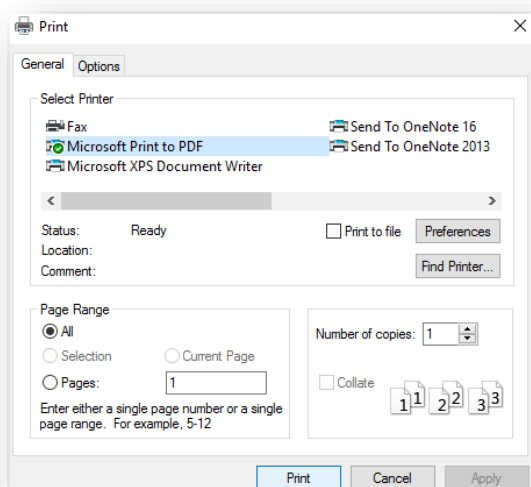 Print
General Options
Select Printer
Fax
Microsoft Print to PDF
Microsoft XPS Document Writer
Send To OneNote 16
Send To OneNote 2013
Status: Ready
Location:
Comment:
Print to file
Preferences
Find Printer...
Page Range
All
Selection Current Page
Pages: 1
Enter either a single page number or a single
page range. For example, 5-12
Number of copies: 1
Collate
1 1 2 2 3 3
Print Cancel Apply